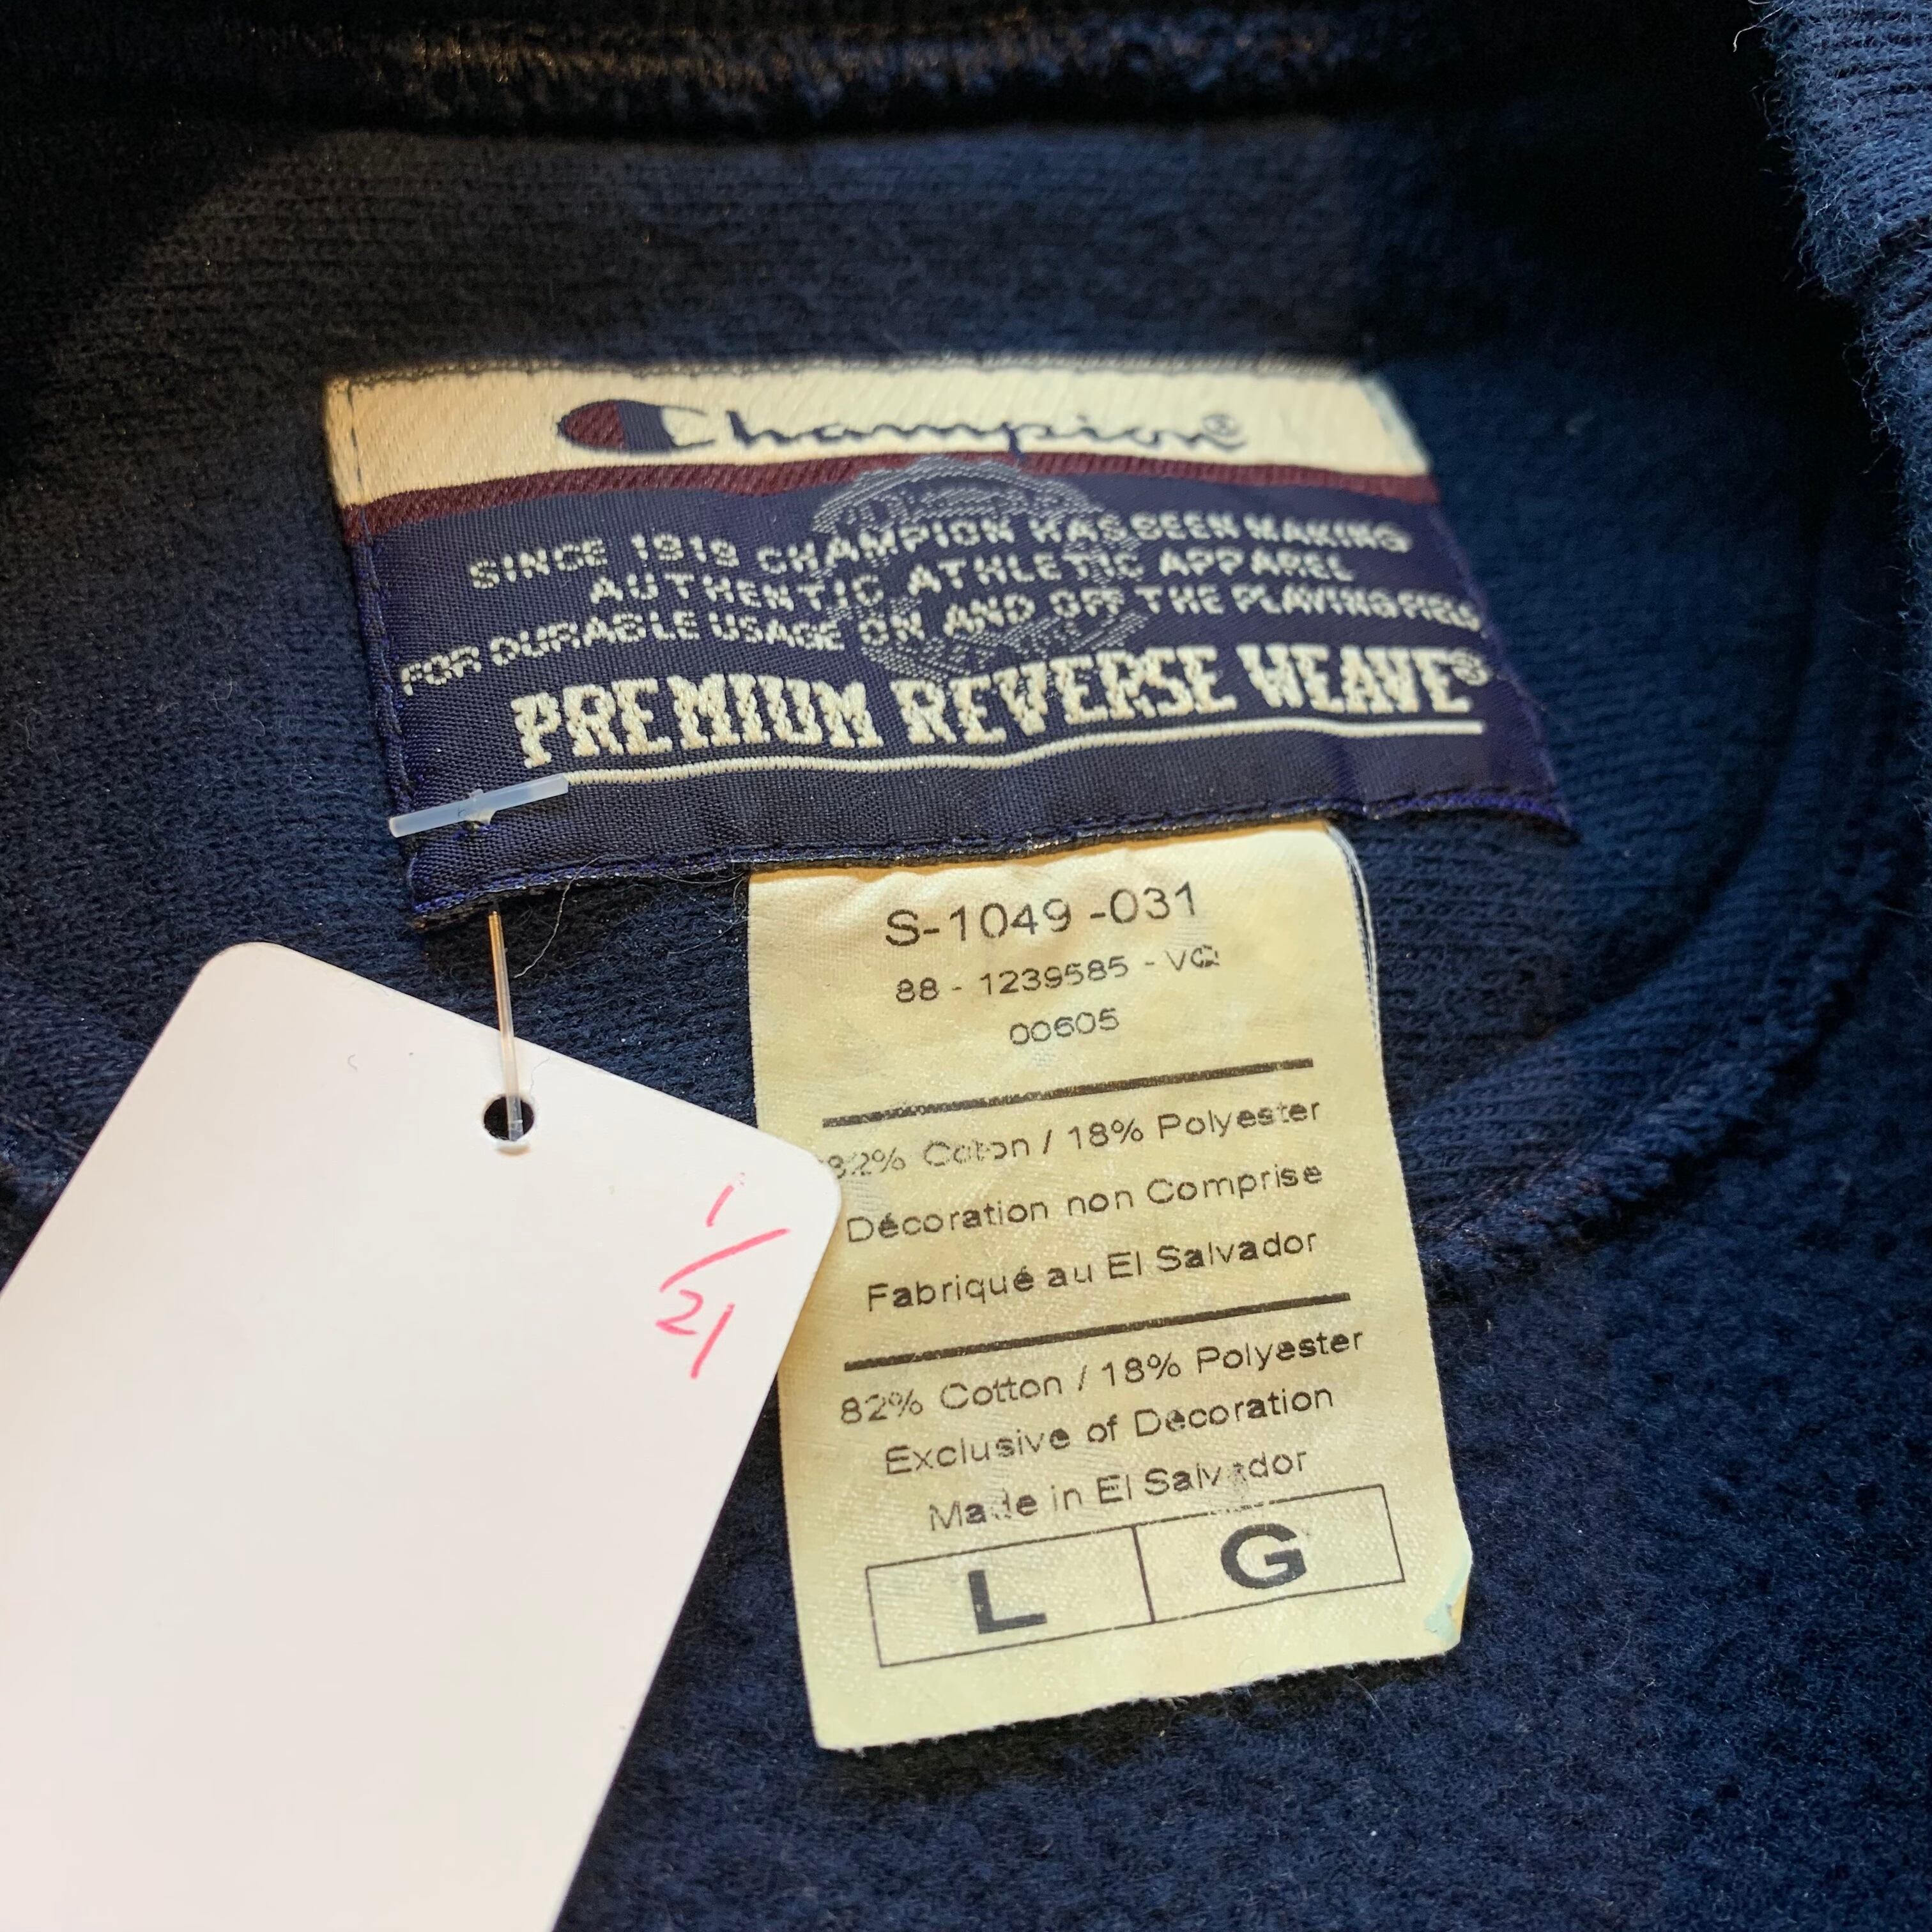 Champion®
SINCE 1919 CHAMPION HAS BEEN MAKING
AUTHENTIC ATHLETIC APPAREL
FOR DURABLE USAGE ON AND OFF THE PLAYING FIELD.
PREMIUM REVERSE WEAVE®
S-1049 -031
88 - 1239585 - VQ
00605
82% Coton / 18% Polyester
Décoration non Comprise
Fabriqué au El Salvador
82% Cotton / 18% Polyester
Exclusive of Decoration
Made in El Salvador
L G
1/21